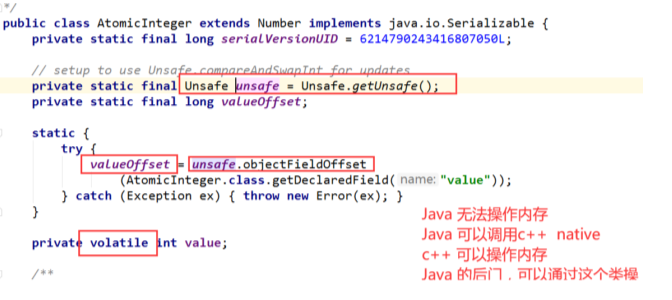 */
public class AtomicInteger extends Number implements java.io.Serializable {
private static final long serialVersionUID = 6214790243416807050L;
// setup to use Unsafe.compareAndSwapInt for updates
private static final Unsafe unsafe = Unsafe.getUnsafe();
private static final long valueOffset;
static {
try {
valueOffset = unsafe.objectFieldOffset
(AtomicInteger.class.getDeclaredField( name: "value"));
} catch (Exception ex) { throw new Error(ex); }
}
private volatile int value;
/**
Java 无法操作内存
Java 可以调用c++ native
c++ 可以操作内存
Java 的后门，可以通过这个类操